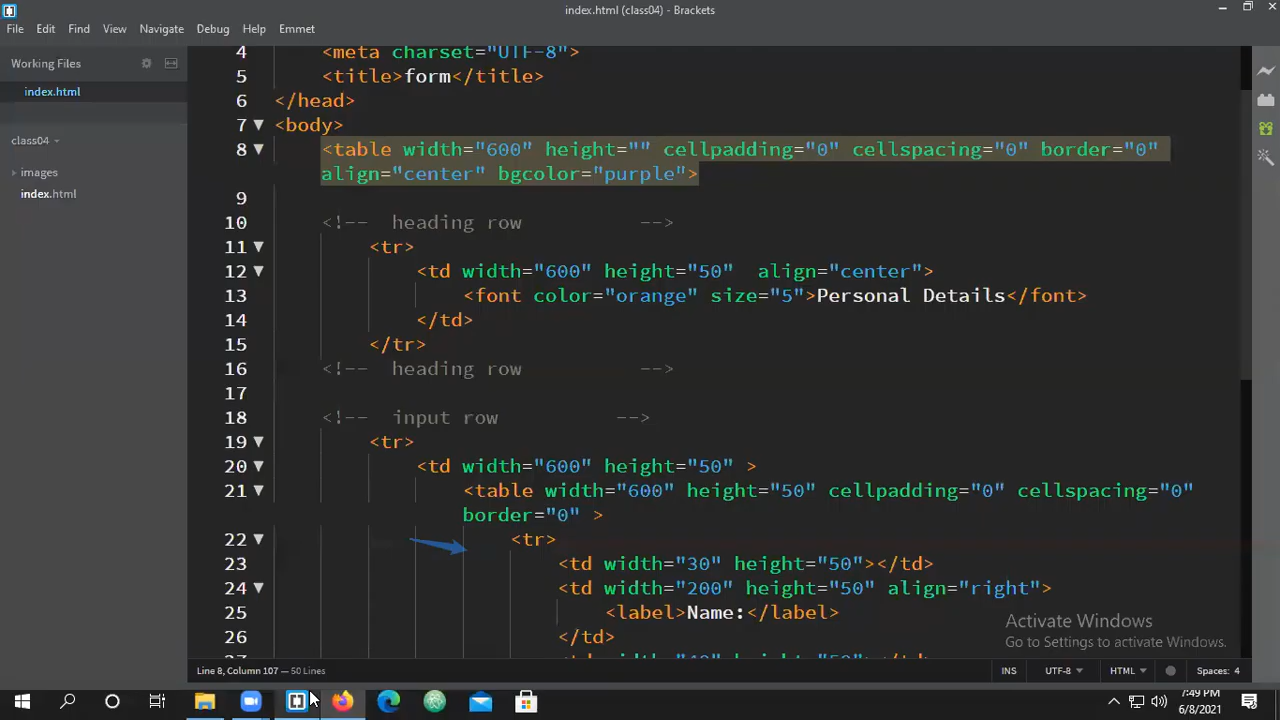 index.html (class04) - Brackets
File Edit Find View Navigate Debug Help Emmet
Working Files
index.html
class04
images
index.html
4 <meta charset="UTF-8">
5 <title>form</title>
6 </head>
7 <body>
8 <table width="600" height="" cellpadding="0" cellspacing="0" border="0"
align="center" bgcolor="purple">
9
10 <!-- heading row -->
11 <tr>
12 <td width="600" height="50" align="center">
13 <font color="orange" size="5">Personal Details</font>
14 </td>
15 </tr>
16 <!-- heading row -->
17
18 <!-- input row -->
19 <tr>
20 <td width="600" height="50" >
21 <table width="600" height="50" cellpadding="0" cellspacing="0"
border="0" >
22 <tr>
23 <td width="30" height="50"></td>
24 <td width="200" height="50" align="right">
25 <label>Name:</label>
26 </td>
Activate Windows
Go to Settings to activate Windows.
Line 8, Column 107 — 50 Lines
INS UTF-8 HTML Spaces: 4
7:49 PM
6/8/2021